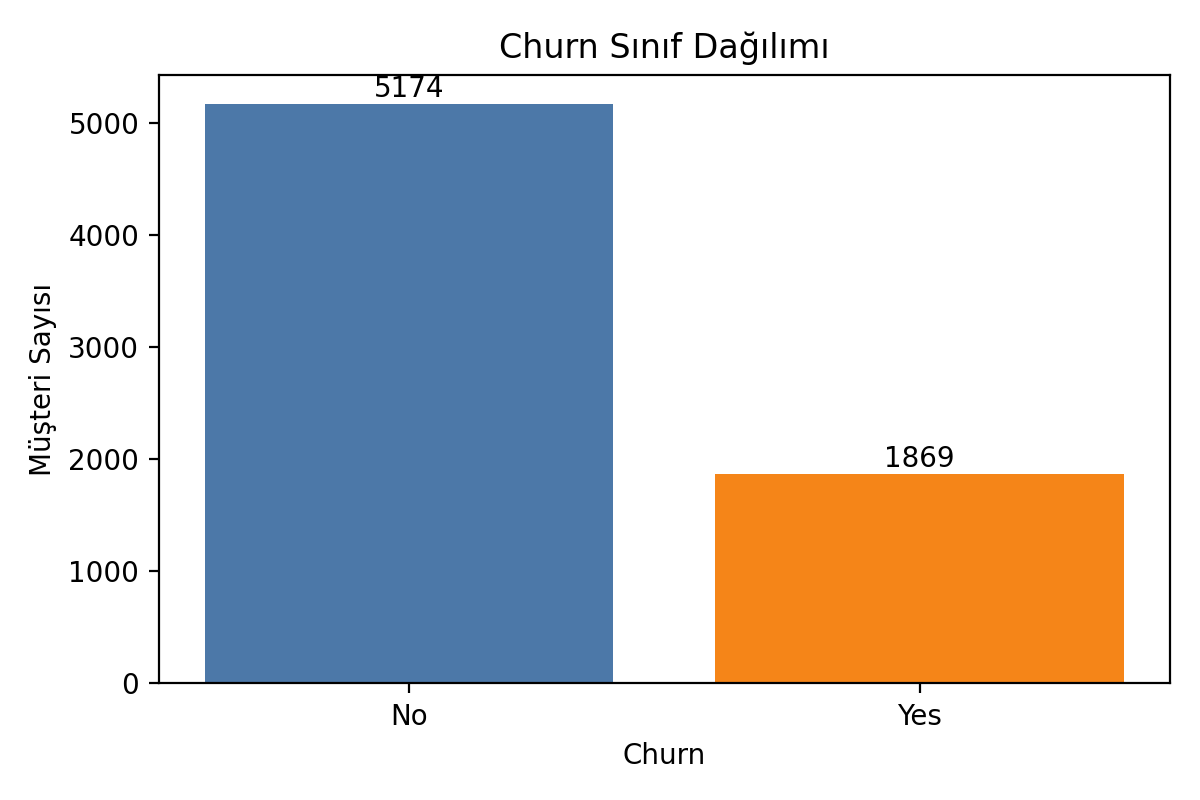 Churn Sınıf Dağılımı
5174
5000
4000
3000
2000
1000
0
Müşteri Sayısı
1869
No
Yes
Churn